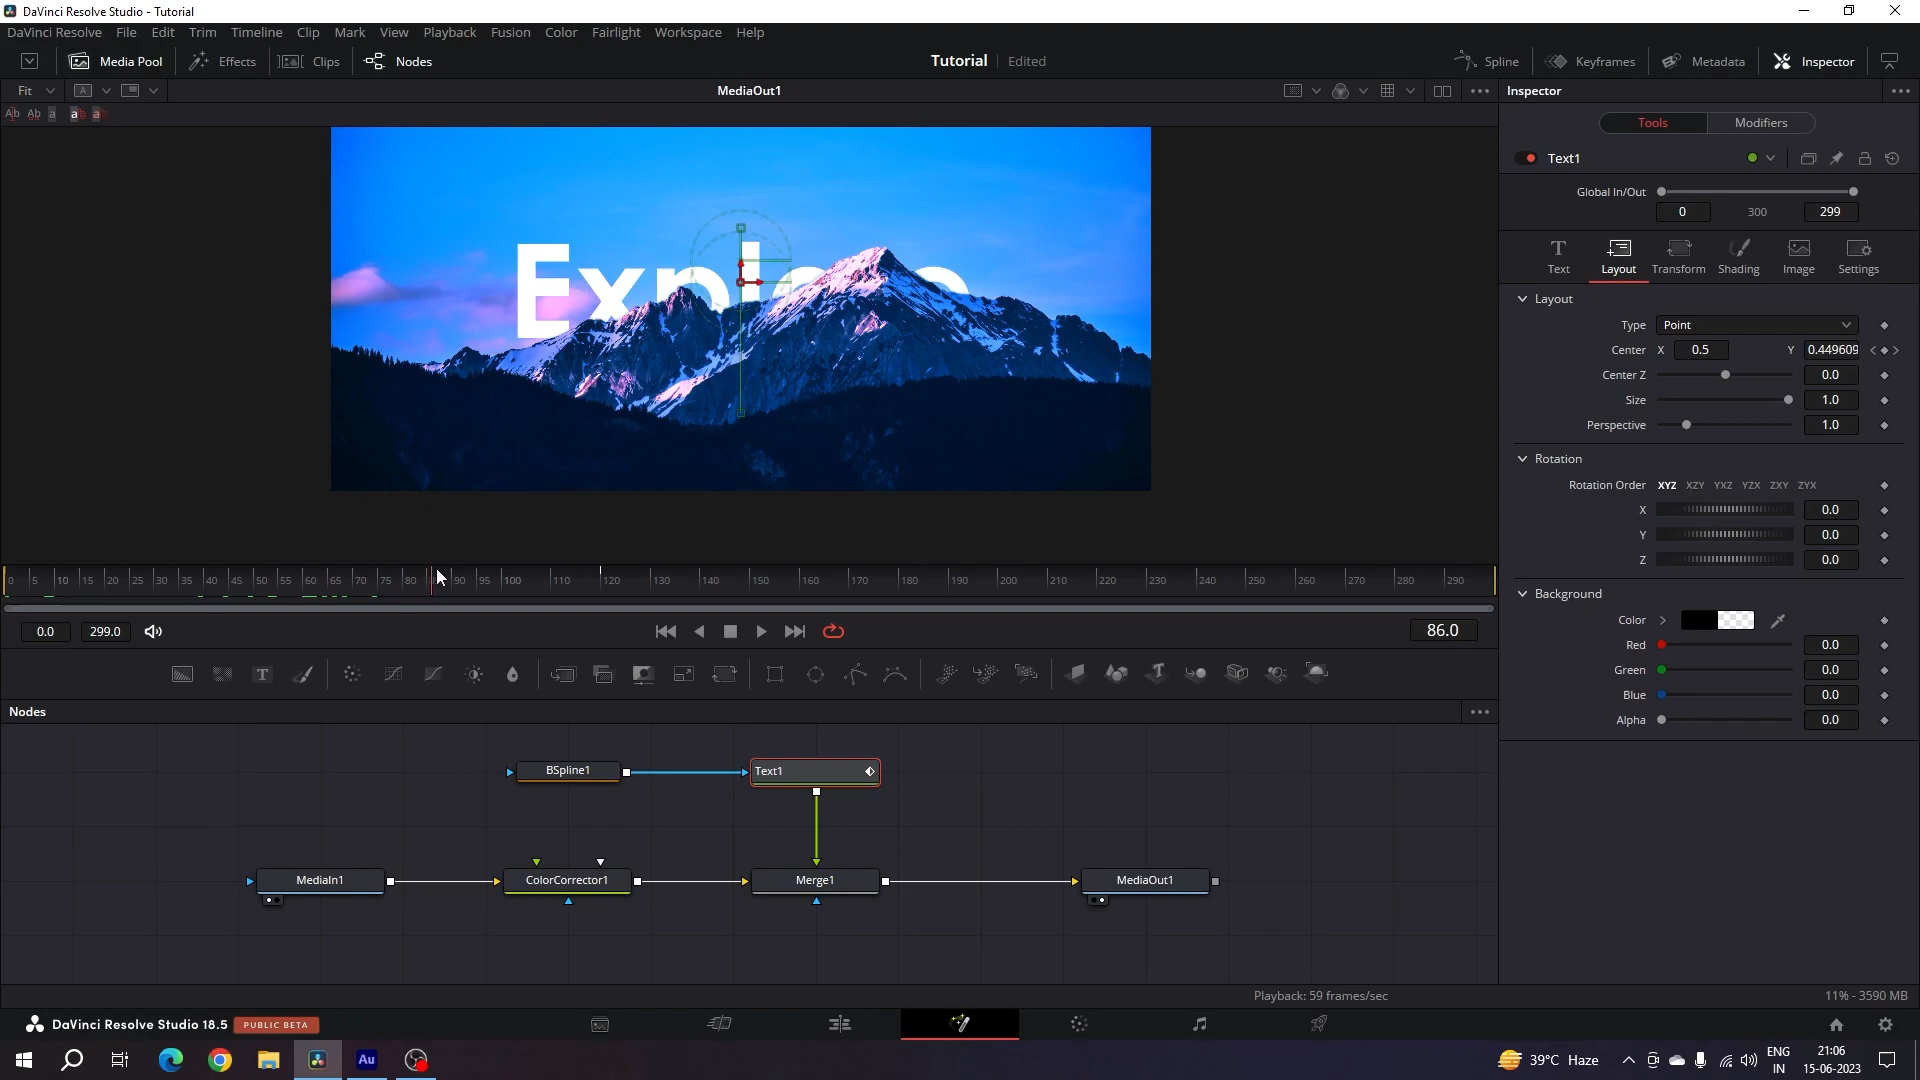 DaVinci Resolve Studio - Tutorial
DaVinci Resolve File Edit Trim Timeline Clip Mark View Playback Fusion Color Fairlight Workspace Help
Media Pool Effects Clips Nodes Tutorial Edited Spline Keyframes Metadata Inspector
Fit A MediaOut1 Inspector
Ab Ab a a a
Tools Modifiers
Text1
Global In/Out
0 300 299
Text Layout Transform Shading Image Settings
Layout
Type Point
Center X 0.5 Y 0.449609
Center Z 0.0
Size 1.0
Perspective 1.0
Rotation
Rotation Order XYZ XZY YXZ YZX ZXY ZYX
X 0.0
Y 0.0
Z 0.0
Background
Color
Red 0.0
Green 0.0
Blue 0.0
Alpha 0.0
Explore
0 5 10 15 20 25 30 35 40 45 50 55 60 65 70 75 80 90 95 100 110 120 130 140 150 160 170 180 190 200 210 220 230 240 250 260 270 280 290
0.0 299.0 86.0
Nodes
BSpline1 Text1
MediaIn1 ColorCorrector1 Merge1 MediaOut1
Playback: 59 frames/sec 11% - 3590 MB
DaVinci Resolve Studio 18.5 PUBLIC BETA
Au 39°C Haze ENG IN 21:06 15-06-2023